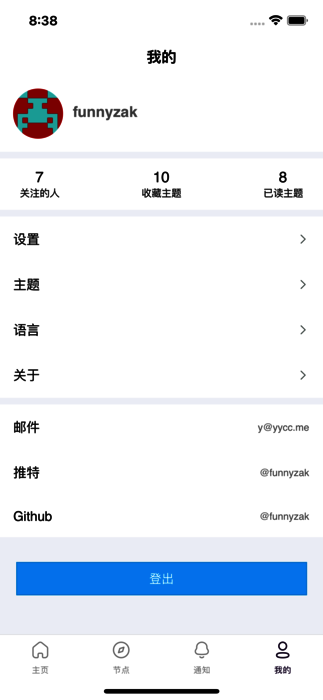 8:38
我的
funnyzak
7 10 8
关注的人 收藏主题 已读主题
设置
主题
语言
关于
邮件 y@yycc.me
推特 @funnyzak
Github @funnyzak
登出
主页 节点 通知 我的